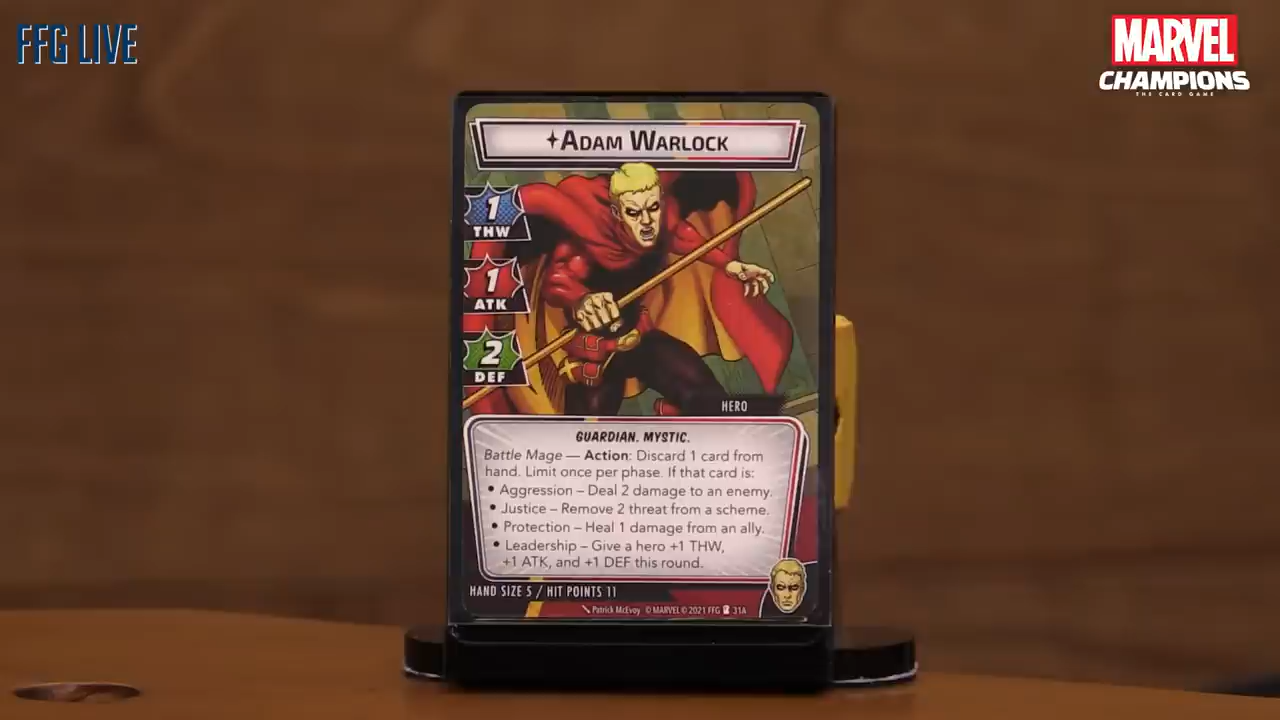 FFG LIVE
MARVEL
CHAMPIONS
THE CARD GAME
ADAM WARLOCK
1
THW
1
ATK
2
DEF
HERO
GUARDIAN. MYSTIC.
Battle Mage — Action: Discard 1 card from
hand. Limit once per phase. If that card is:
• Aggression – Deal 2 damage to an enemy.
• Justice – Remove 2 threat from a scheme.
• Protection – Heal 1 damage from an ally.
• Leadership – Give a hero +1 THW,
+1 ATK, and +1 DEF this round.
HAND SIZE 5 / HIT POINTS 11
Patrick McEvoy © MARVEL © 2021 FFG 31A